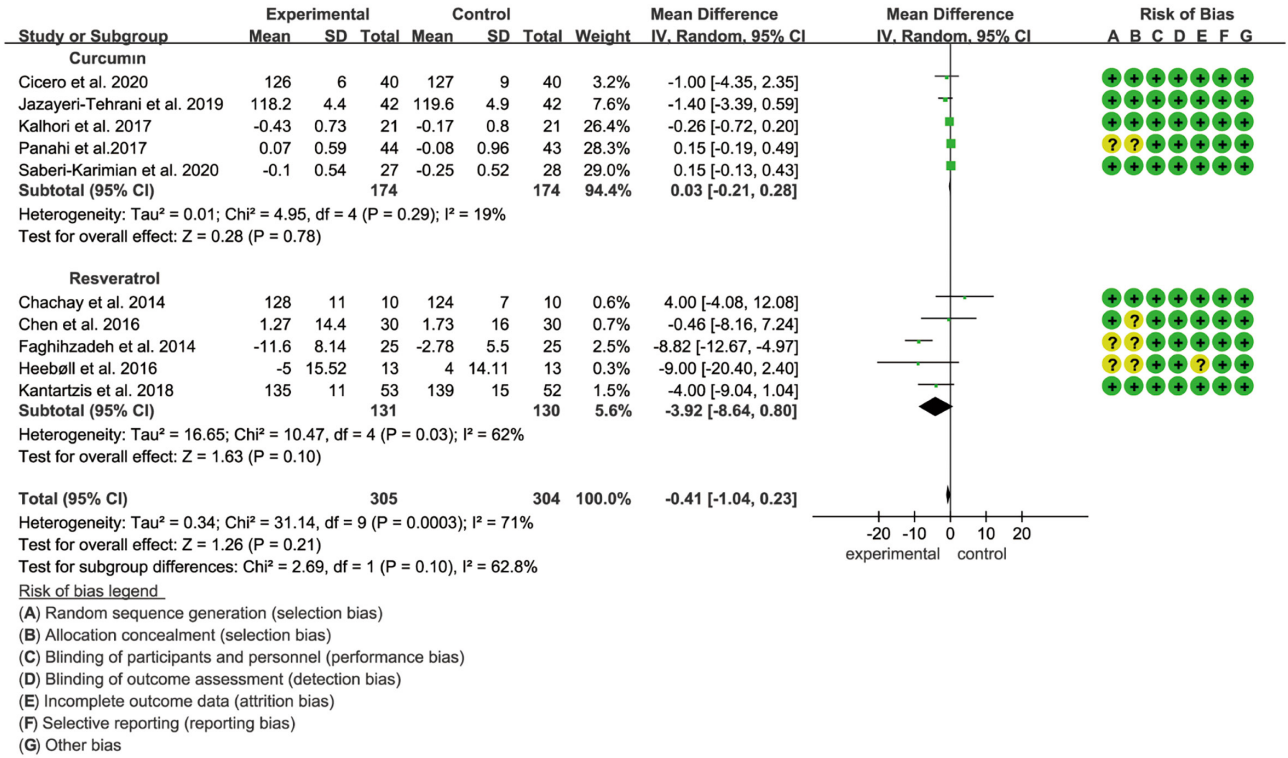 Experimental Control Mean Difference Mean Difference Risk of Bias
Study or Subgroup Mean SD Total Mean SD Total Weight IV, Random, 95% CI IV, Random, 95% CI A B C D E F G
Curcumin
Cicero et al. 2020 126 6 40 127 9 40 3.2% -1.00 [-4.35, 2.35] + + + + + + +
Jazayeri-Tehrani et al. 2019 118.2 4.4 42 119.6 4.9 42 7.6% -1.40 [-3.39, 0.59] + + + + + + +
Kalhori et al. 2017 -0.43 0.73 21 -0.17 0.8 21 26.4% -0.26 [-0.72, 0.20] + + + + + + +
Panahi et al.2017 0.07 0.59 44 -0.08 0.96 43 28.3% 0.15 [-0.19, 0.49] ? ? + + + + +
Saberi-Karimian et al. 2020 -0.1 0.54 27 -0.25 0.52 28 29.0% 0.15 [-0.13, 0.43] + + + + + + +
Subtotal (95% CI) 174 174 94.4% 0.03 [-0.21, 0.28]
Heterogeneity: Tau² = 0.01; Chi² = 4.95, df = 4 (P = 0.29); I² = 19%
Test for overall effect: Z = 0.28 (P = 0.78)
Resveratrol
Chachay et al. 2014 128 11 10 124 7 10 0.6% 4.00 [-4.08, 12.08] + + + + + + +
Chen et al. 2016 1.27 14.4 30 1.73 16 30 0.7% -0.46 [-8.16, 7.24] + ? + + + + +
Faghihzadeh et al. 2014 -11.6 8.14 25 -2.78 5.5 25 2.5% -8.82 [-12.67, -4.97] ? ? + + + + +
Heebøll et al. 2016 -5 15.52 13 4 14.11 13 0.3% -9.00 [-20.40, 2.40] ? ? + + ? + +
Kantartzis et al. 2018 135 11 53 139 15 52 1.5% -4.00 [-9.04, 1.04] + + + + + + +
Subtotal (95% CI) 131 130 5.6% -3.92 [-8.64, 0.80]
Heterogeneity: Tau² = 16.65; Chi² = 10.47, df = 4 (P = 0.03); I² = 62%
Test for overall effect: Z = 1.63 (P = 0.10)
Total (95% CI) 305 304 100.0% -0.41 [-1.04, 0.23]
Heterogeneity: Tau² = 0.34; Chi² = 31.14, df = 9 (P = 0.0003); I² = 71%
Test for overall effect: Z = 1.26 (P = 0.21)
Test for subgroup differences: Chi² = 2.69, df = 1 (P = 0.10), I² = 62.8%
-20 -10 0 10 20
experimental control
Risk of bias legend
(A) Random sequence generation (selection bias)
(B) Allocation concealment (selection bias)
(C) Blinding of participants and personnel (performance bias)
(D) Blinding of outcome assessment (detection bias)
(E) Incomplete outcome data (attrition bias)
(F) Selective reporting (reporting bias)
(G) Other bias